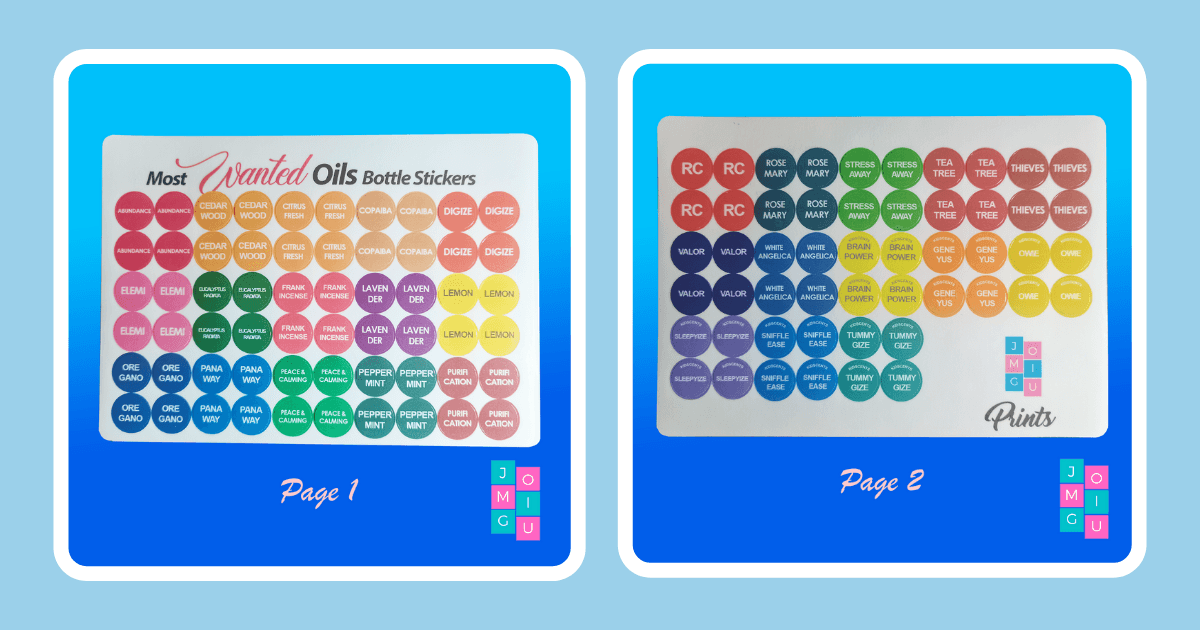 Most Wanted Oils Bottle Stickers
ABUNDANCE ABUNDANCE CEDAR WOOD CEDAR WOOD CITRUS FRESH CITRUS FRESH COPAIBA COPAIBA DIGIZE DIGIZE
ABUNDANCE ABUNDANCE CEDAR WOOD CEDAR WOOD CITRUS FRESH CITRUS FRESH COPAIBA COPAIBA DIGIZE DIGIZE
ELEMI ELEMI EUCALYPTUS RADIATA EUCALYPTUS RADIATA FRANK INCENSE FRANK INCENSE LAVEN DER LAVEN DER LEMON LEMON
ELEMI ELEMI EUCALYPTUS RADIATA EUCALYPTUS RADIATA FRANK INCENSE FRANK INCENSE LAVEN DER LAVEN DER LEMON LEMON
ORE GANO ORE GANO PANA WAY PANA WAY PEACE & CALMING PEACE & CALMING PEPPER MINT PEPPER MINT PURIFI CATION PURIFI CATION
ORE GANO ORE GANO PANA WAY PANA WAY PEACE & CALMING PEACE & CALMING PEPPER MINT PEPPER MINT PURIFI CATION PURIFI CATION
Page 1
J O
M I
G U
RC RC ROSE MARY ROSE MARY STRESS AWAY STRESS AWAY TEA TREE TEA TREE THIEVES THIEVES
RC RC ROSE MARY ROSE MARY STRESS AWAY STRESS AWAY TEA TREE TEA TREE THIEVES THIEVES
VALOR VALOR WHITE ANGELICA WHITE ANGELICA BRAIN POWER BRAIN POWER GENE YUS GENE YUS OWIE OWIE
VALOR VALOR WHITE ANGELICA WHITE ANGELICA BRAIN POWER BRAIN POWER GENE YUS GENE YUS OWIE OWIE
SLEEPYIZE SLEEPYIZE SNIFFLE EASE SNIFFLE EASE TUMMY GIZE TUMMY GIZE
SLEEPYIZE SLEEPYIZE SNIFFLE EASE SNIFFLE EASE TUMMY GIZE TUMMY GIZE
J O
M I
G U
Prints
Page 2
J O
M I
G U